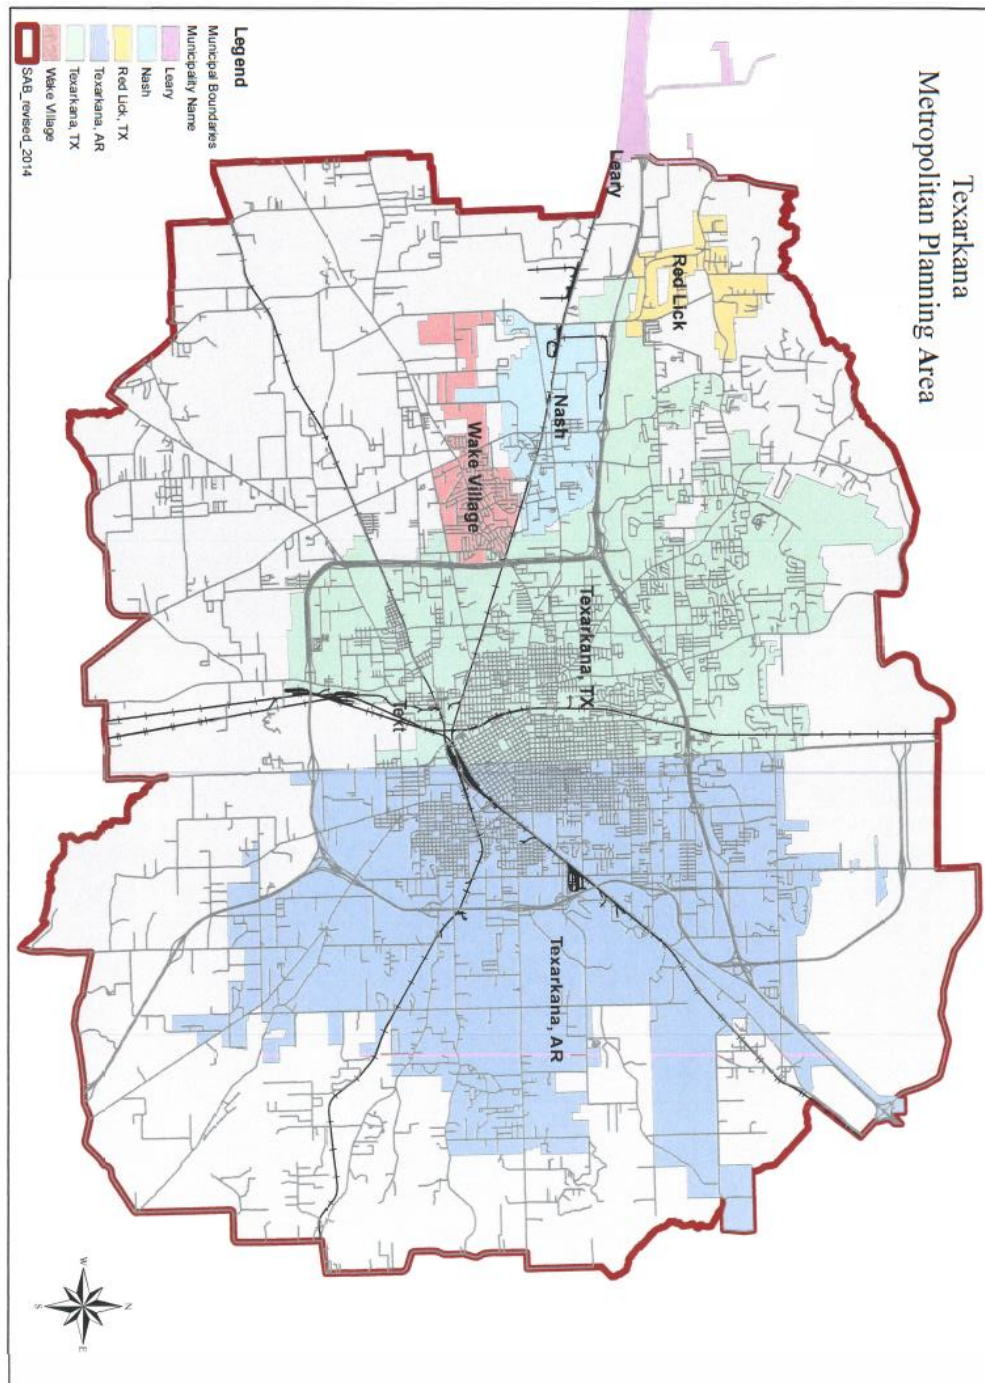 Texarkana
Metropolitan Planning Area
Leary
Red Lick
Nash
Wake Village
Texarkana, TX
Text
Texarkana, AR
Legend
Municipal Boundaries
Municipality Name
Leary
Nash
Red Lick, TX
Texarkana, AR
Texarkana, TX
Wake Village
SAB_revised_2014
N
W
E
S